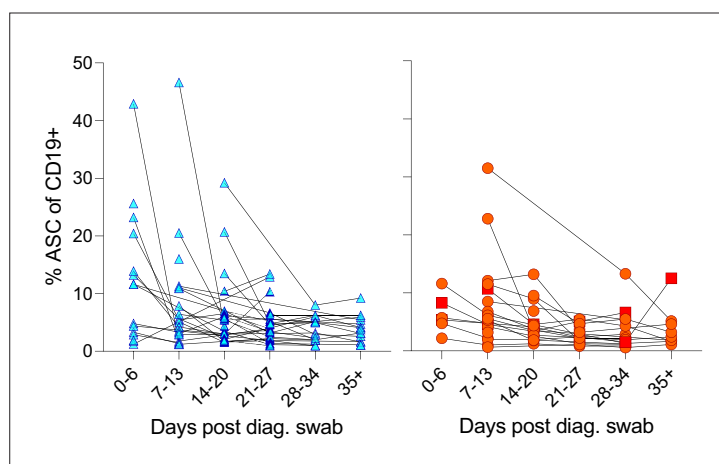 % ASC of CD19+
50
40
30
20
10
0
0-6 7-13 14-20 21-27 28-34 35+
Days post diag. swab
0-6 7-13 14-20 21-27 28-34 35+
Days post diag. swab